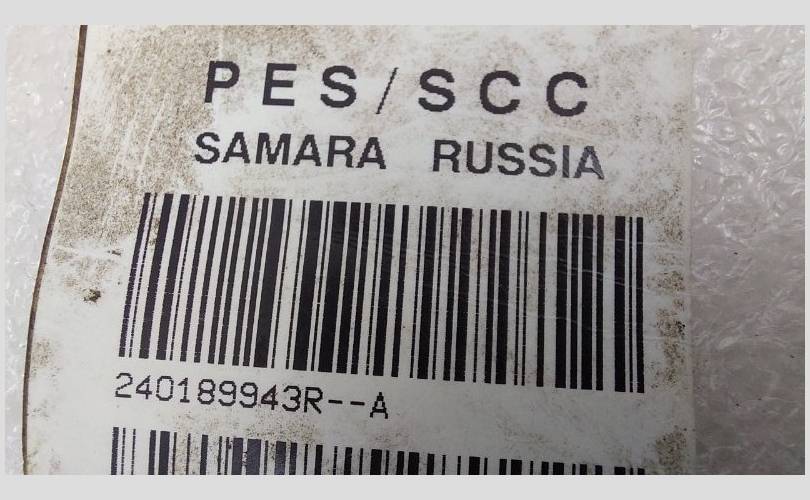 PES/SCC
SAMARA RUSSIA
240189943R--A